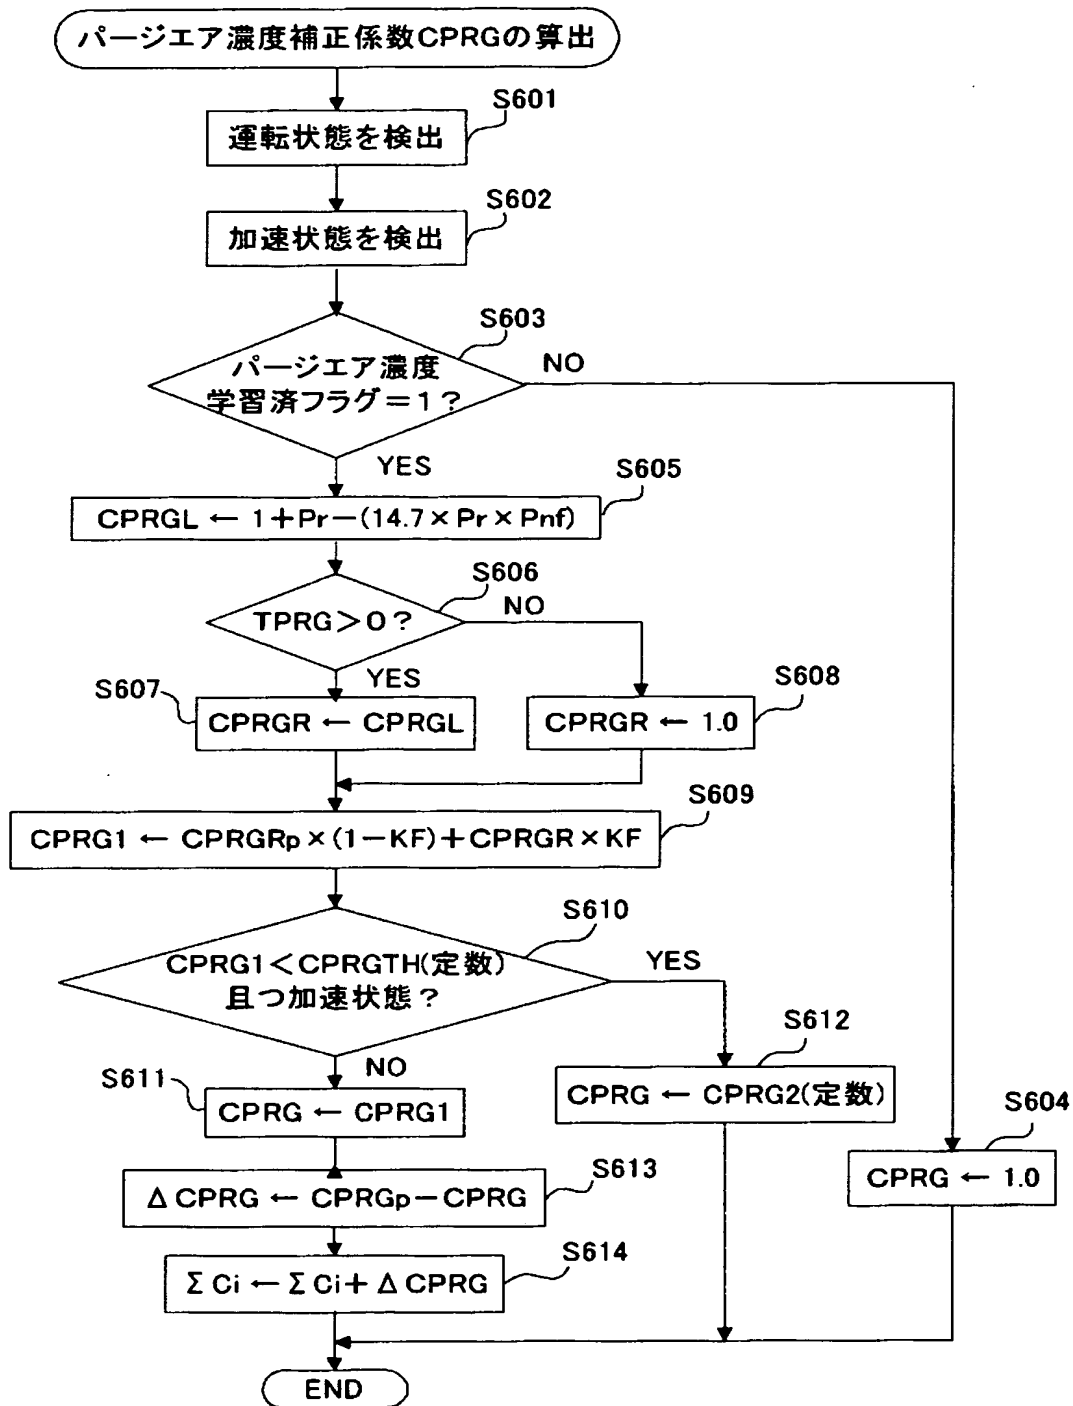 パージエア濃度補正係数CPRGの算出
S601
運転状態を検出
S602
加速状態を検出
S603
パージエア濃度
学習済フラグ=1?
NO
YES
S605
CPRGL ← 1+Pr-(14.7×Pr×Pnf)
S606
TPRG>0?
NO
YES
S607
CPRGR ← CPRGL
S608
CPRGR ← 1.0
S609
CPRG1 ← CPRGRp×(1-KF)+CPRGR×KF
S610
CPRG1<CPRGTH(定数)
且つ加速状態?
YES
NO
S612
CPRG ← CPRG2(定数)
S611
CPRG ← CPRG1
S604
CPRG ← 1.0
S613
ΔCPRG ← CPRGp-CPRG
S614
ΣCi ← ΣCi+ΔCPRG
END